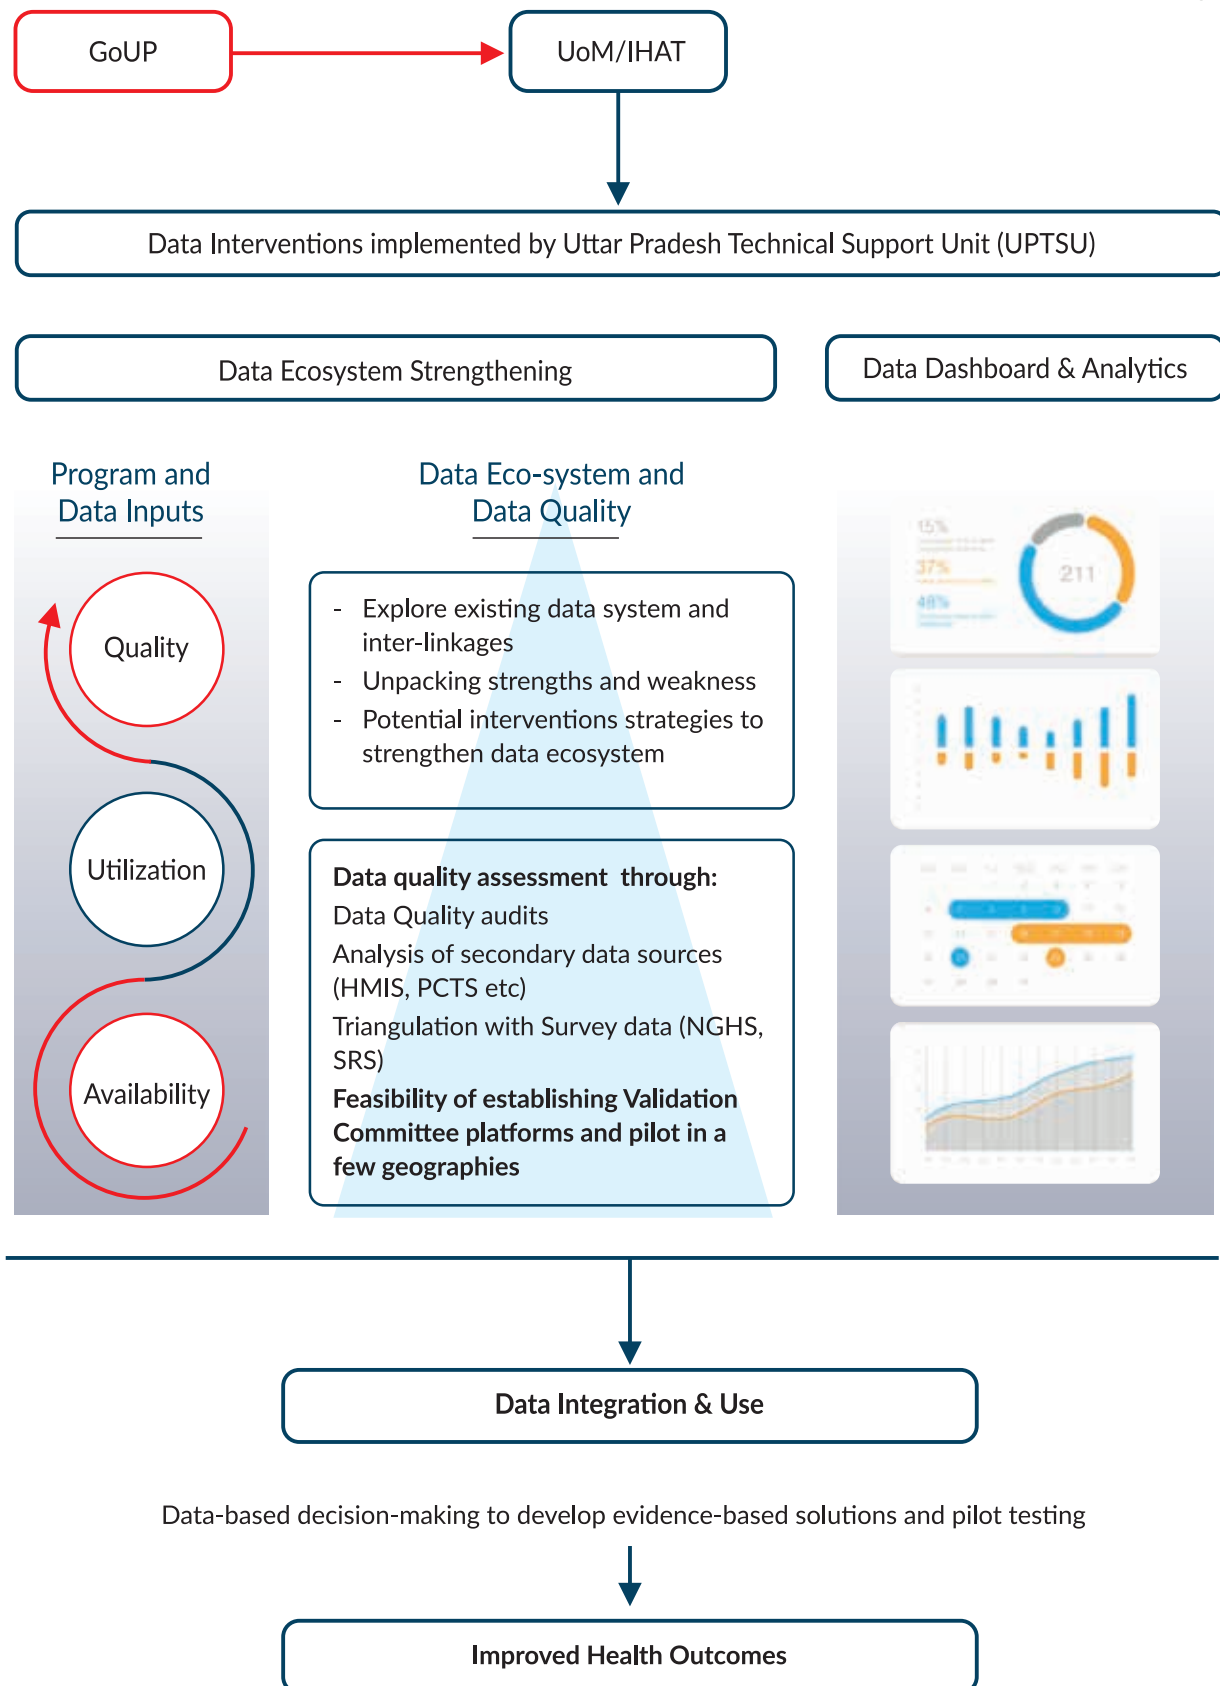 GoUP
UoM/IHAT
Data Interventions implemented by Uttar Pradesh Technical Support Unit (UPTSU)
Data Ecosystem Strengthening
Data Dashboard & Analytics
Program and
Data Inputs
Quality
Utilization
Availability
Data Eco-system and
Data Quality
- Explore existing data system and
inter-linkages
- Unpacking strengths and weakness
- Potential interventions strategies to
strengthen data ecosystem
Data quality assessment through:
Data Quality audits
Analysis of secondary data sources
(HMIS, PCTS etc)
Triangulation with Survey data (NGHS,
SRS)
Feasibility of establishing Validation
Committee platforms and pilot in a
few geographies
15%
37%
48%
211
Data Integration & Use
Data-based decision-making to develop evidence-based solutions and pilot testing
Improved Health Outcomes